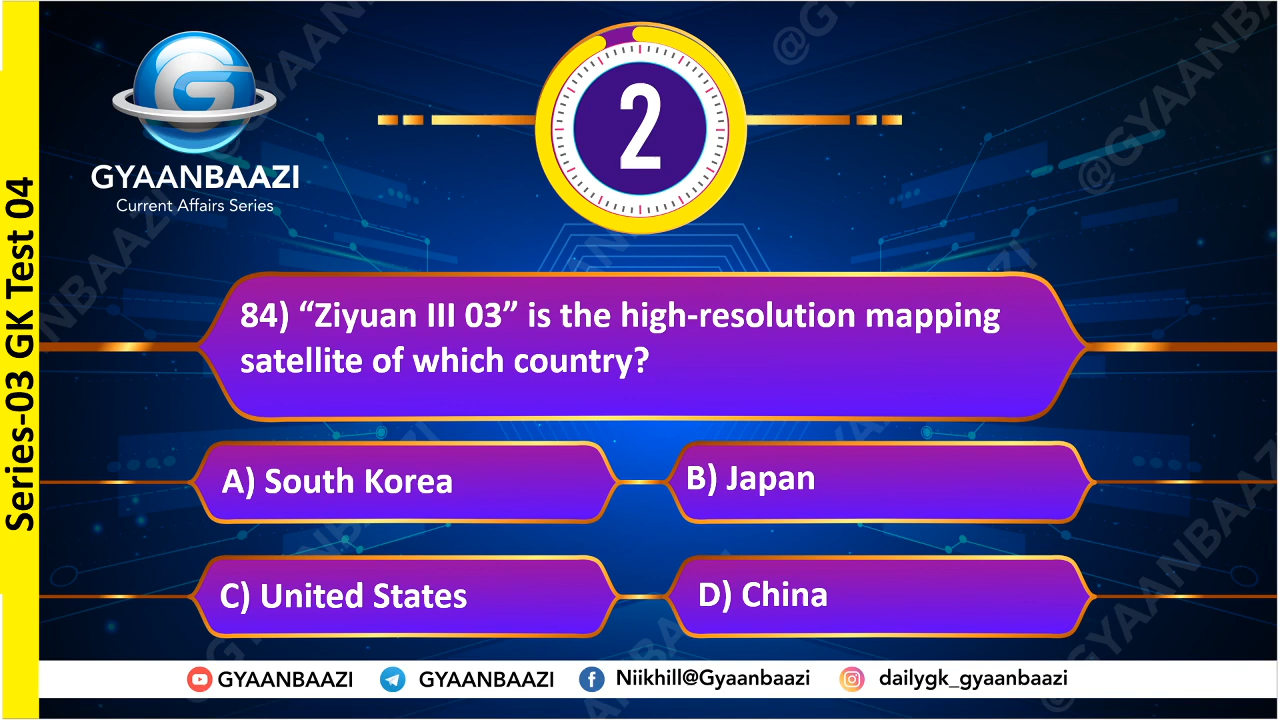 GYAANBAAZI
Current Affairs Series
2
Series-03 GK Test 04
84) “Ziyuan III 03” is the high-resolution mapping
satellite of which country?
A) South Korea
B) Japan
C) United States
D) China
GYAANBAAZI
GYAANBAAZI
Niikhill@Gyaanbaazi
dailygk_gyaanbaazi
@GYAANBAAZI